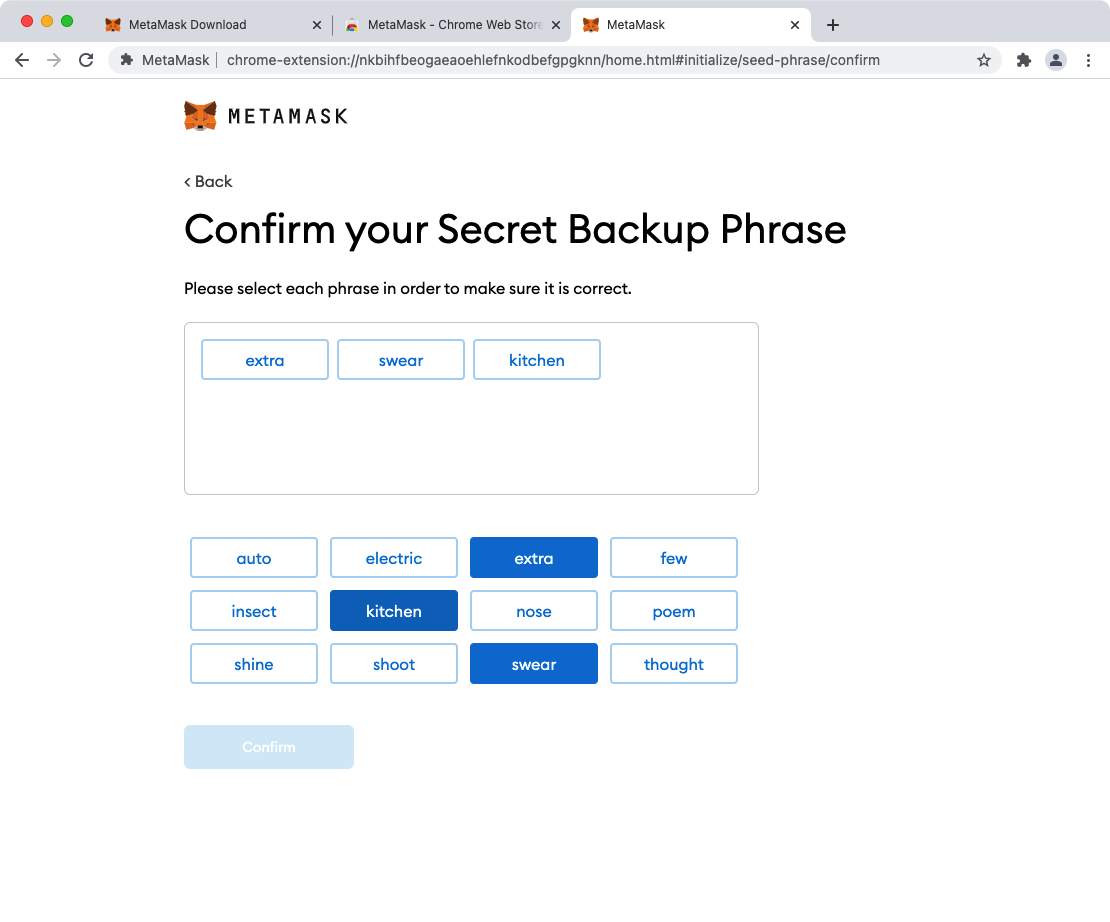 MetaMask Download
MetaMask - Chrome Web Store
MetaMask
MetaMask | chrome-extension://nkbihfbeogaeaoehlefnkodbefgpgknn/home.html#initialize/seed-phrase/confirm
METAMASK
< Back
Confirm your Secret Backup Phrase
Please select each phrase in order to make sure it is correct.
extra swear kitchen
auto electric extra few
insect kitchen nose poem
shine shoot swear thought
Confirm